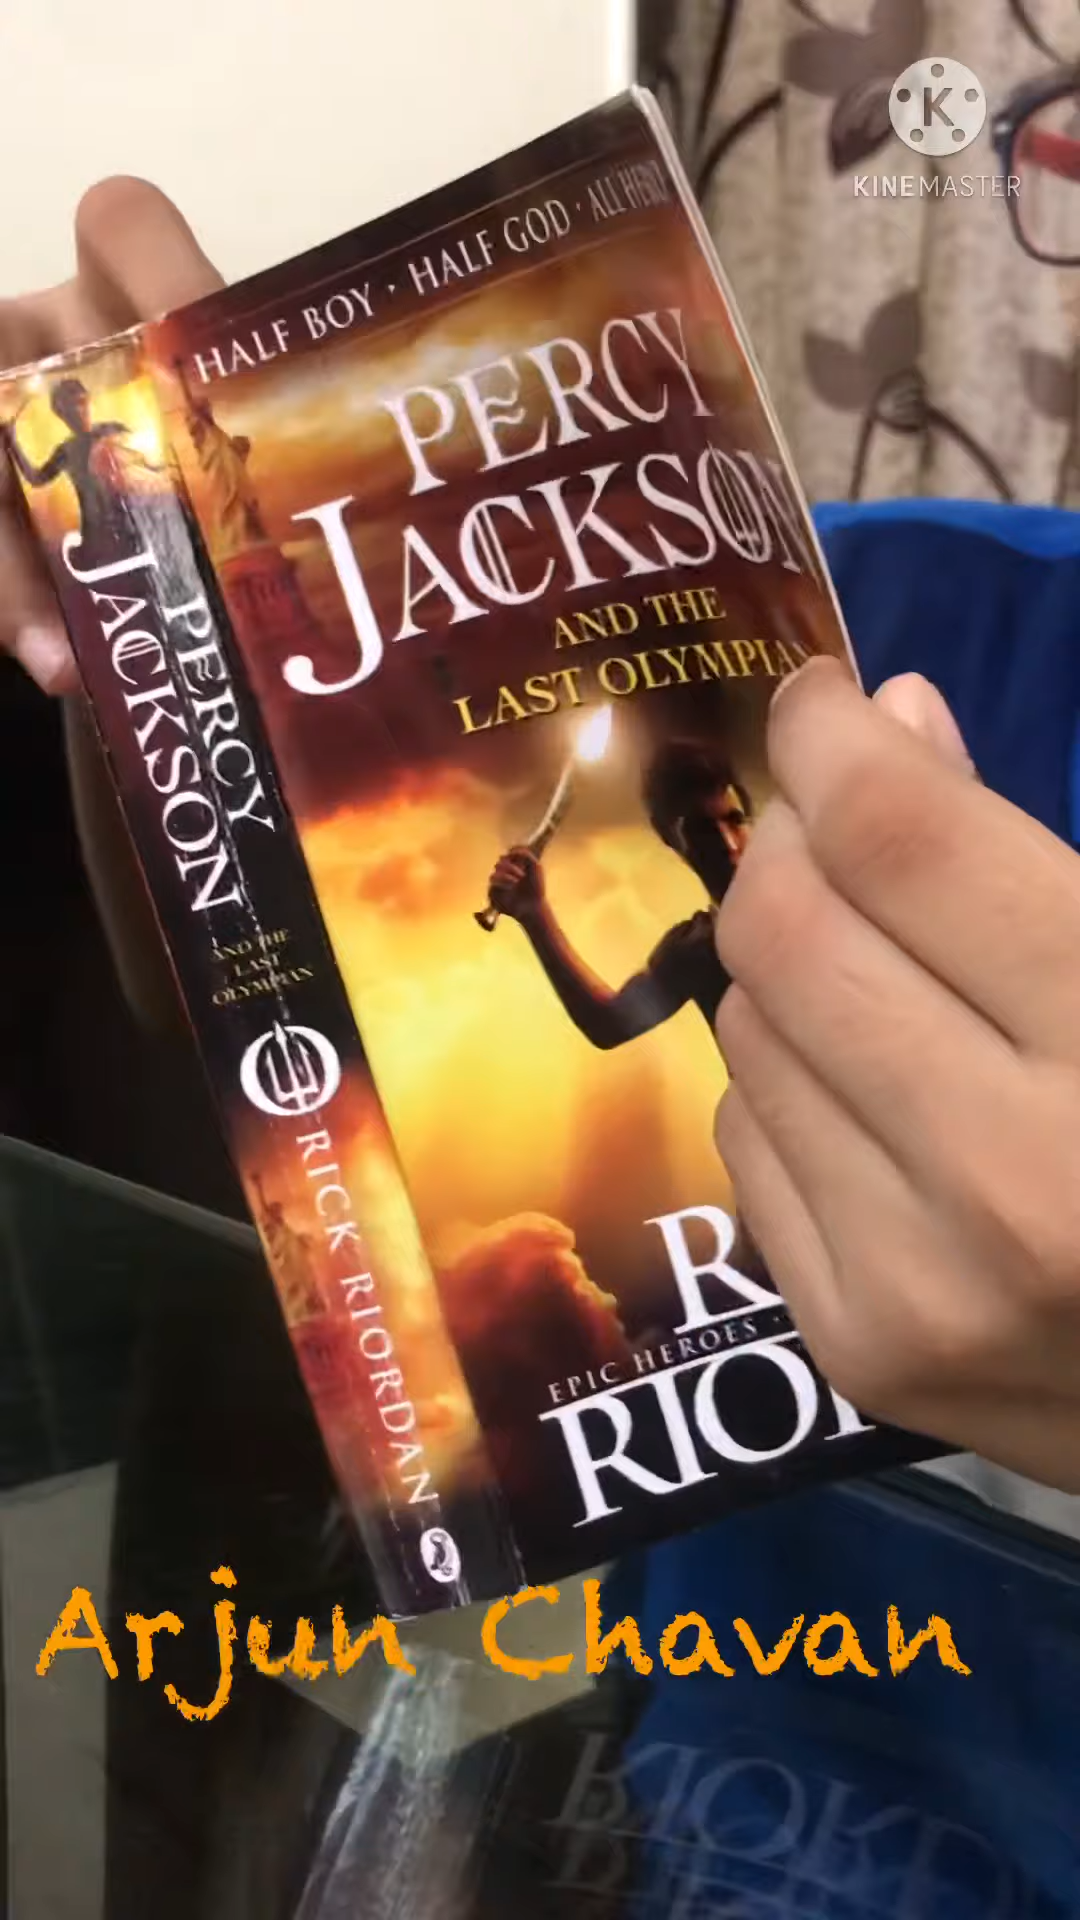 K
KINEMASTER
HALF BOY · HALF GOD · ALL HERO
PERCY
JACKSON
AND THE
LAST OLYMPIAN
PERCY
JACKSON
AND THE
LAST
OLYMPIAN
RICK RIORDAN
R
EPIC HEROES
RIOR
Arjun Chavan